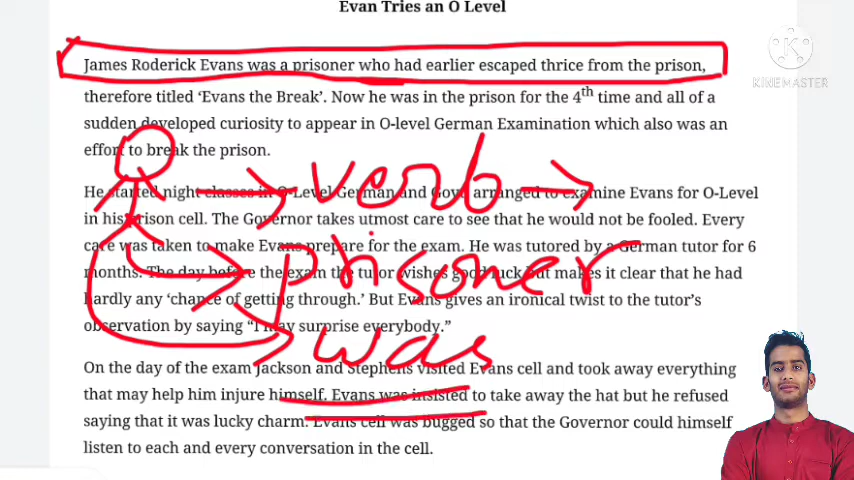 Evan Tries an O Level
James Roderick Evans was a prisoner who had earlier escaped thrice from the prison,
therefore titled ‘Evans the Break’. Now he was in the prison for the 4th time and all of a
sudden developed curiosity to appear in O-level German Examination which also was an
effort to break the prison.
He started night classes in O-Level German and Govt arranged to examine Evans for O-Level
in his prison cell. The Governor takes utmost care to see that he would not be fooled. Every
care was taken to make Evans prepare for the exam. He was tutored by a German tutor for 6
months. The day before the exam the tutor wishes good luck but makes it clear that he had
hardly any ‘chance of getting through.’ But Evans gives an ironical twist to the tutor’s
observation by saying “I may surprise everybody.”
On the day of the exam Jackson and Stephens visited Evans cell and took away everything
that may help him injure himself. Evans was insisted to take away the hat but he refused
saying that it was lucky charm. Evans cell was bugged so that the Governor could himself
listen to each and every conversation in the cell.
verb
prisoner
was
KINEMASTER